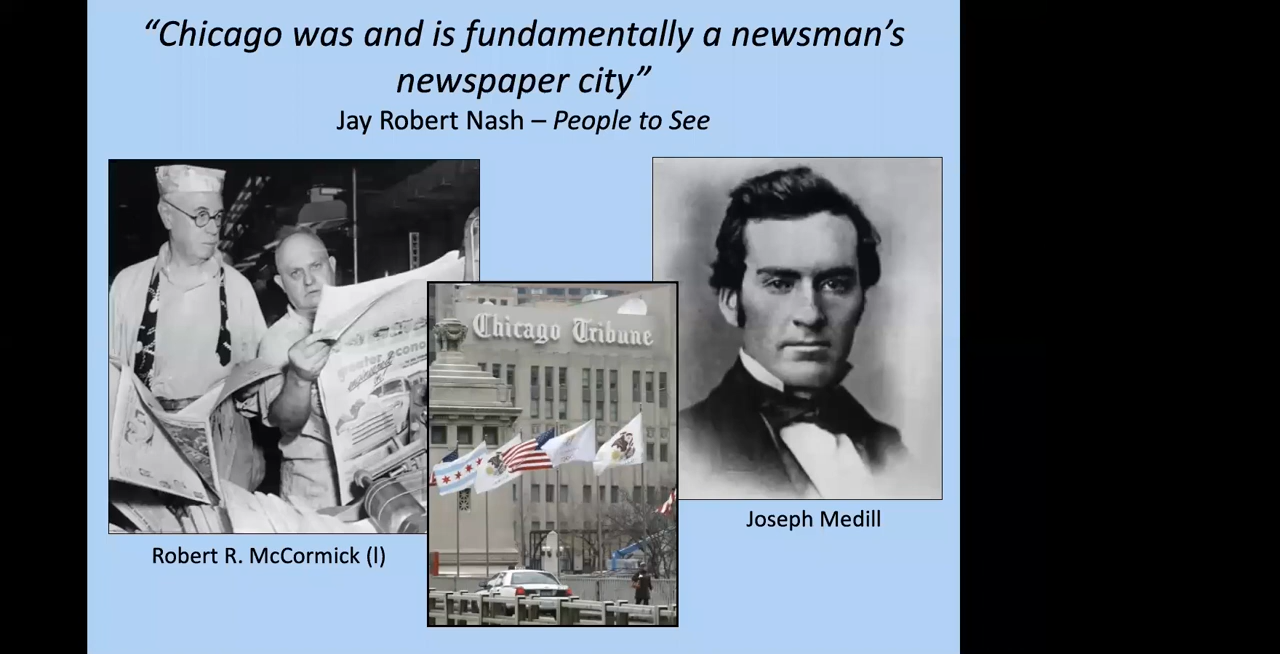 “Chicago was and is fundamentally a newsman’s
newspaper city”
Jay Robert Nash – People to See
Chicago Tribune
Joseph Medill
Robert R. McCormick (l)